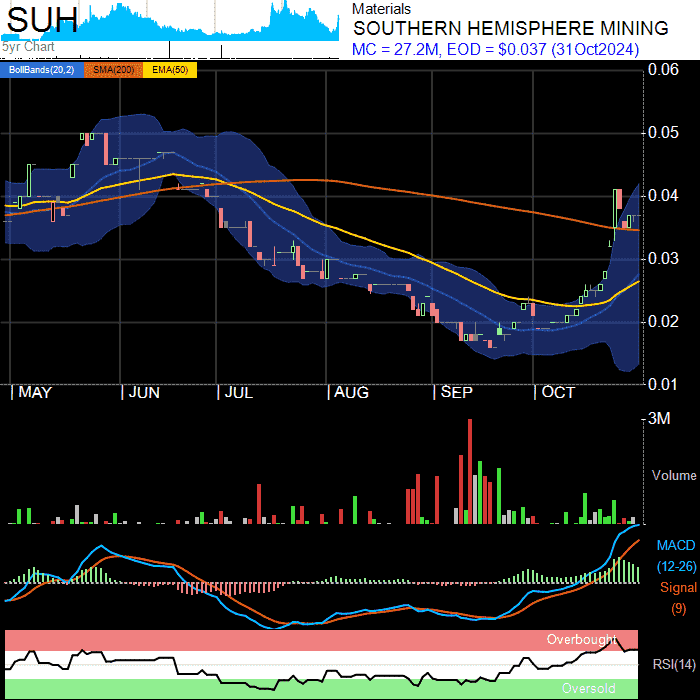 SUH
5yr Chart
Materials
SOUTHERN HEMISPHERE MINING
MC = 27.2M, EOD = $0.037 (31Oct2024)
BollBands(20,2) SMA(200) EMA(50)
0.06
0.05
0.04
0.03
0.02
0.01
MAY JUN JUL AUG SEP OCT
3M
Volume
MACD
(12-26)
Signal
(9)
Overbought
RSI(14)
Oversold